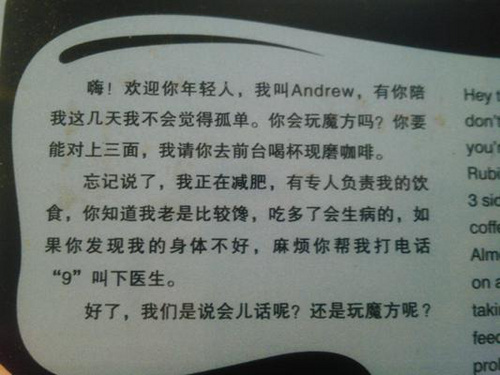 嗨！欢迎你年轻人，我叫Andrew，有你陪
我这几天我不会觉得孤单。你会玩魔方吗？你要
能对上三面，我请你去前台喝杯现磨咖啡。
忘记说了，我正在减肥，有专人负责我的饮
食，你知道我老是比较馋，吃多了会生病的，如
果你发现我的身体不好，麻烦你帮我打电话
“9”叫下医生。
好了，我们是说会儿话呢？还是玩魔方呢？
Hey t
don't
you'r
Rubi
3 sid
coffe
Almo
on a
takin
feed
prol